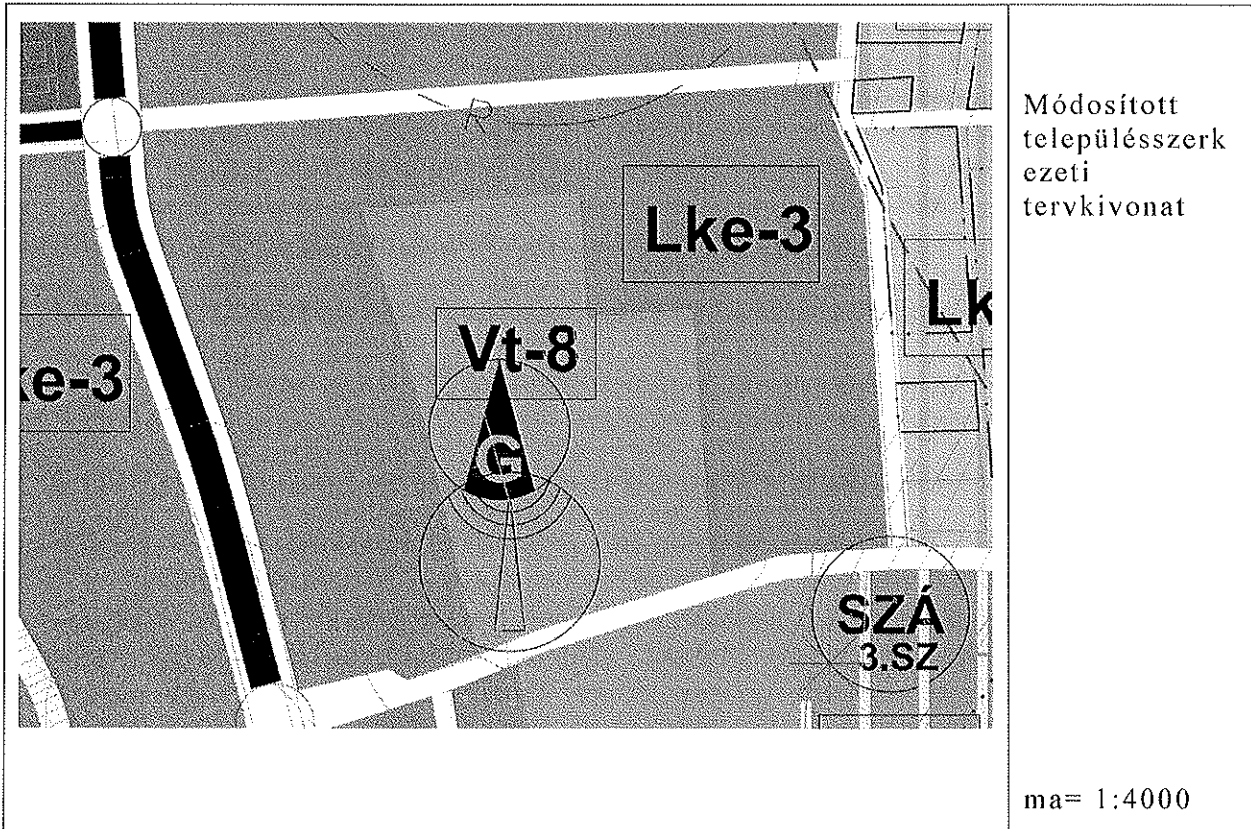 Lke-3
Vt-8
Lk
ke-3
G
SZÁ
3.SZ
Módosított
településszerk
ezeti
tervkivonat
ma= 1:4000